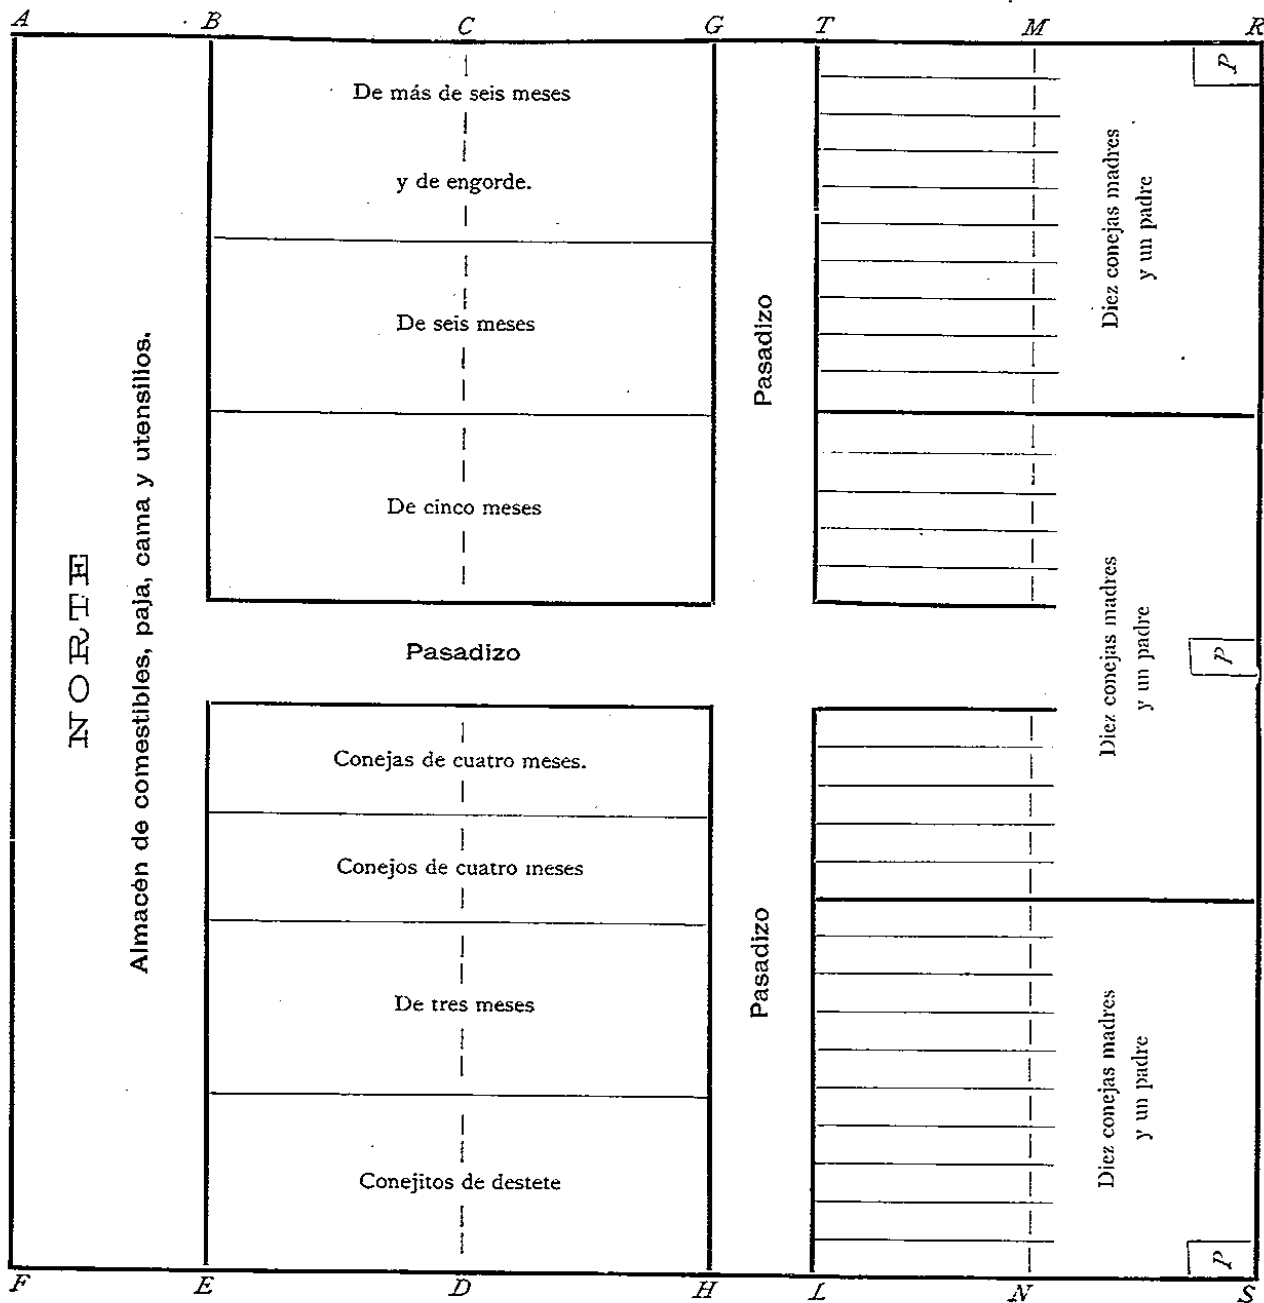 A B C G T M R
De más de seis meses
y de engorde.
De seis meses
De cinco meses
Pasadizo
Conejas de cuatro meses.
Conejos de cuatro meses
De tres meses
Conejitos de destete
NORTE
Almacén de comestibles, paja, cama y utensilios.
Pasadizo
Pasadizo
P
Diez conejas madres
y un padre
P
Diez conejas madres
y un padre
P
Diez conejas madres
y un padre
F E D H L N S